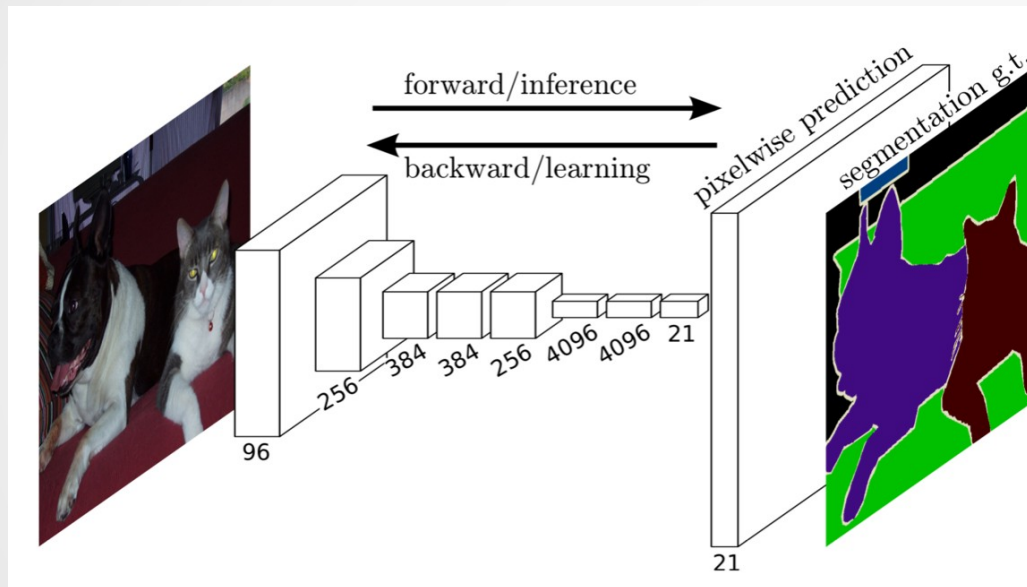 forward/inference
backward/learning
pixelwise prediction
segmentation g.t.
96
256
384
384
256
4096
4096
21
21